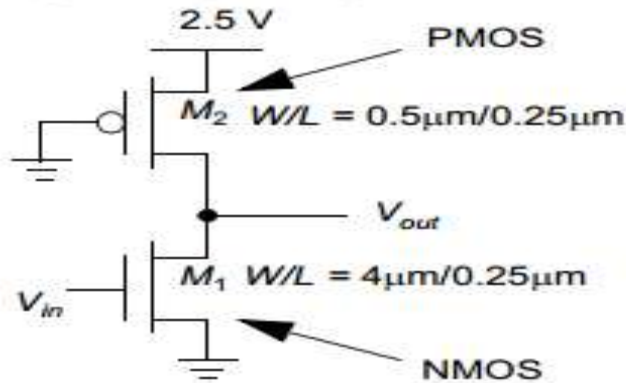 2.5 V
PMOS
M₂ W/L = 0.5μm/0.25μm
Vout
M₁ W/L = 4μm/0.25μm
Vin
NMOS